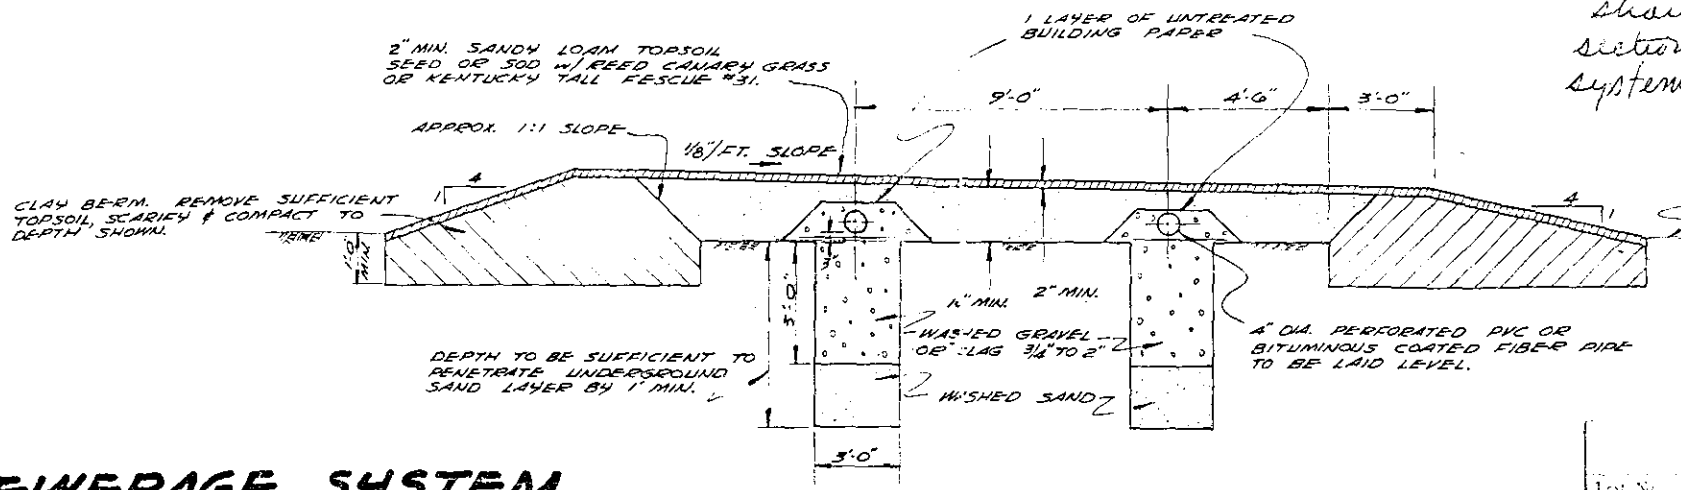 1 LAYER OF UNTREATED
BUILDING PAPER
2" MIN. SANDY LOAM TOPSOIL
SEED OR SOD W/ REED CANARY GRASS
OR KENTUCKY TALL FESCUE #31.
section
system
9'-0"
4'-6"
3'-0"
APPROX. 1:1 SLOPE
1/8"/FT. SLOPE
4
1
CLAY BERM. REMOVE SUFFICIENT
TOPSOIL, SCARIFY & COMPACT TO
DEPTH SHOWN.
4
1
1'-0"
MIN.
3'-0"
2" MIN.
WASHED GRAVEL
OR SLAG 3/4" TO 2"
4" DIA. PERFORATED PVC OR
BITUMINOUS COATED FIBER PIPE
TO BE LAID LEVEL.
DEPTH TO BE SUFFICIENT TO
PENETRATE UNDERGROUND
SAND LAYER BY 1' MIN.
WASHED SAND
3'-0"
SYSTEM